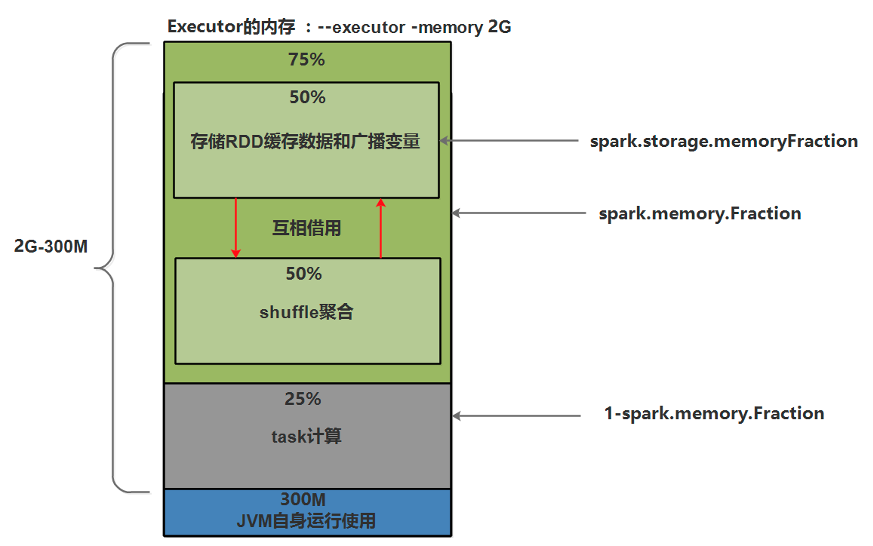 Executor的内存 ：--executor -memory 2G
75%
50%
存储RDD缓存数据和广播变量
spark.storage.memoryFraction
spark.memory.Fraction
互相借用
2G-300M
50%
shuffle聚合
25%
1-spark.memory.Fraction
task计算
300M
JVM自身运行使用